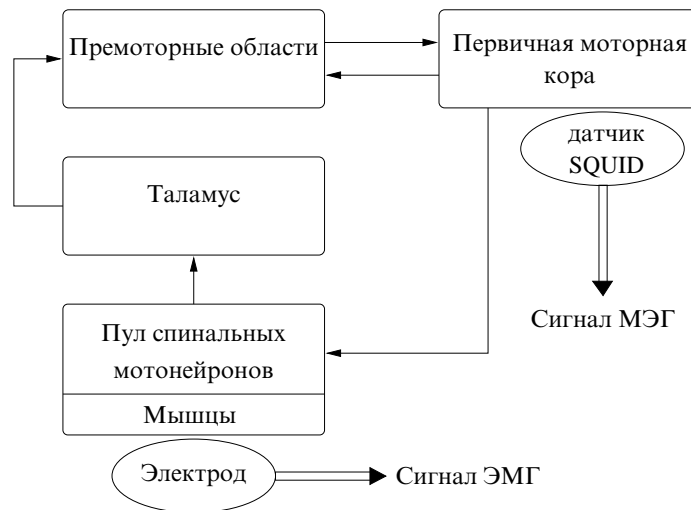 Премоторные области
Первичная моторная
кора
датчик
SQUID
Таламус
Сигнал МЭГ
Пул спинальных
мотонейронов
Мышцы
Электрод
Сигнал ЭМГ